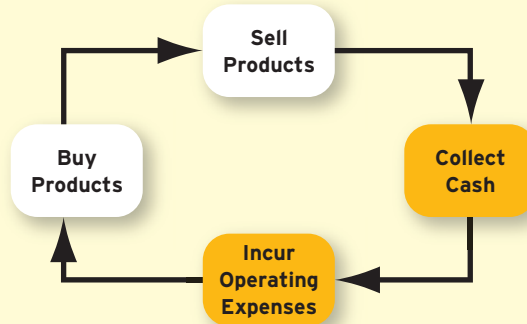 Sell
Products
Buy
Products
Collect
Cash
Incur
Operating
Expenses